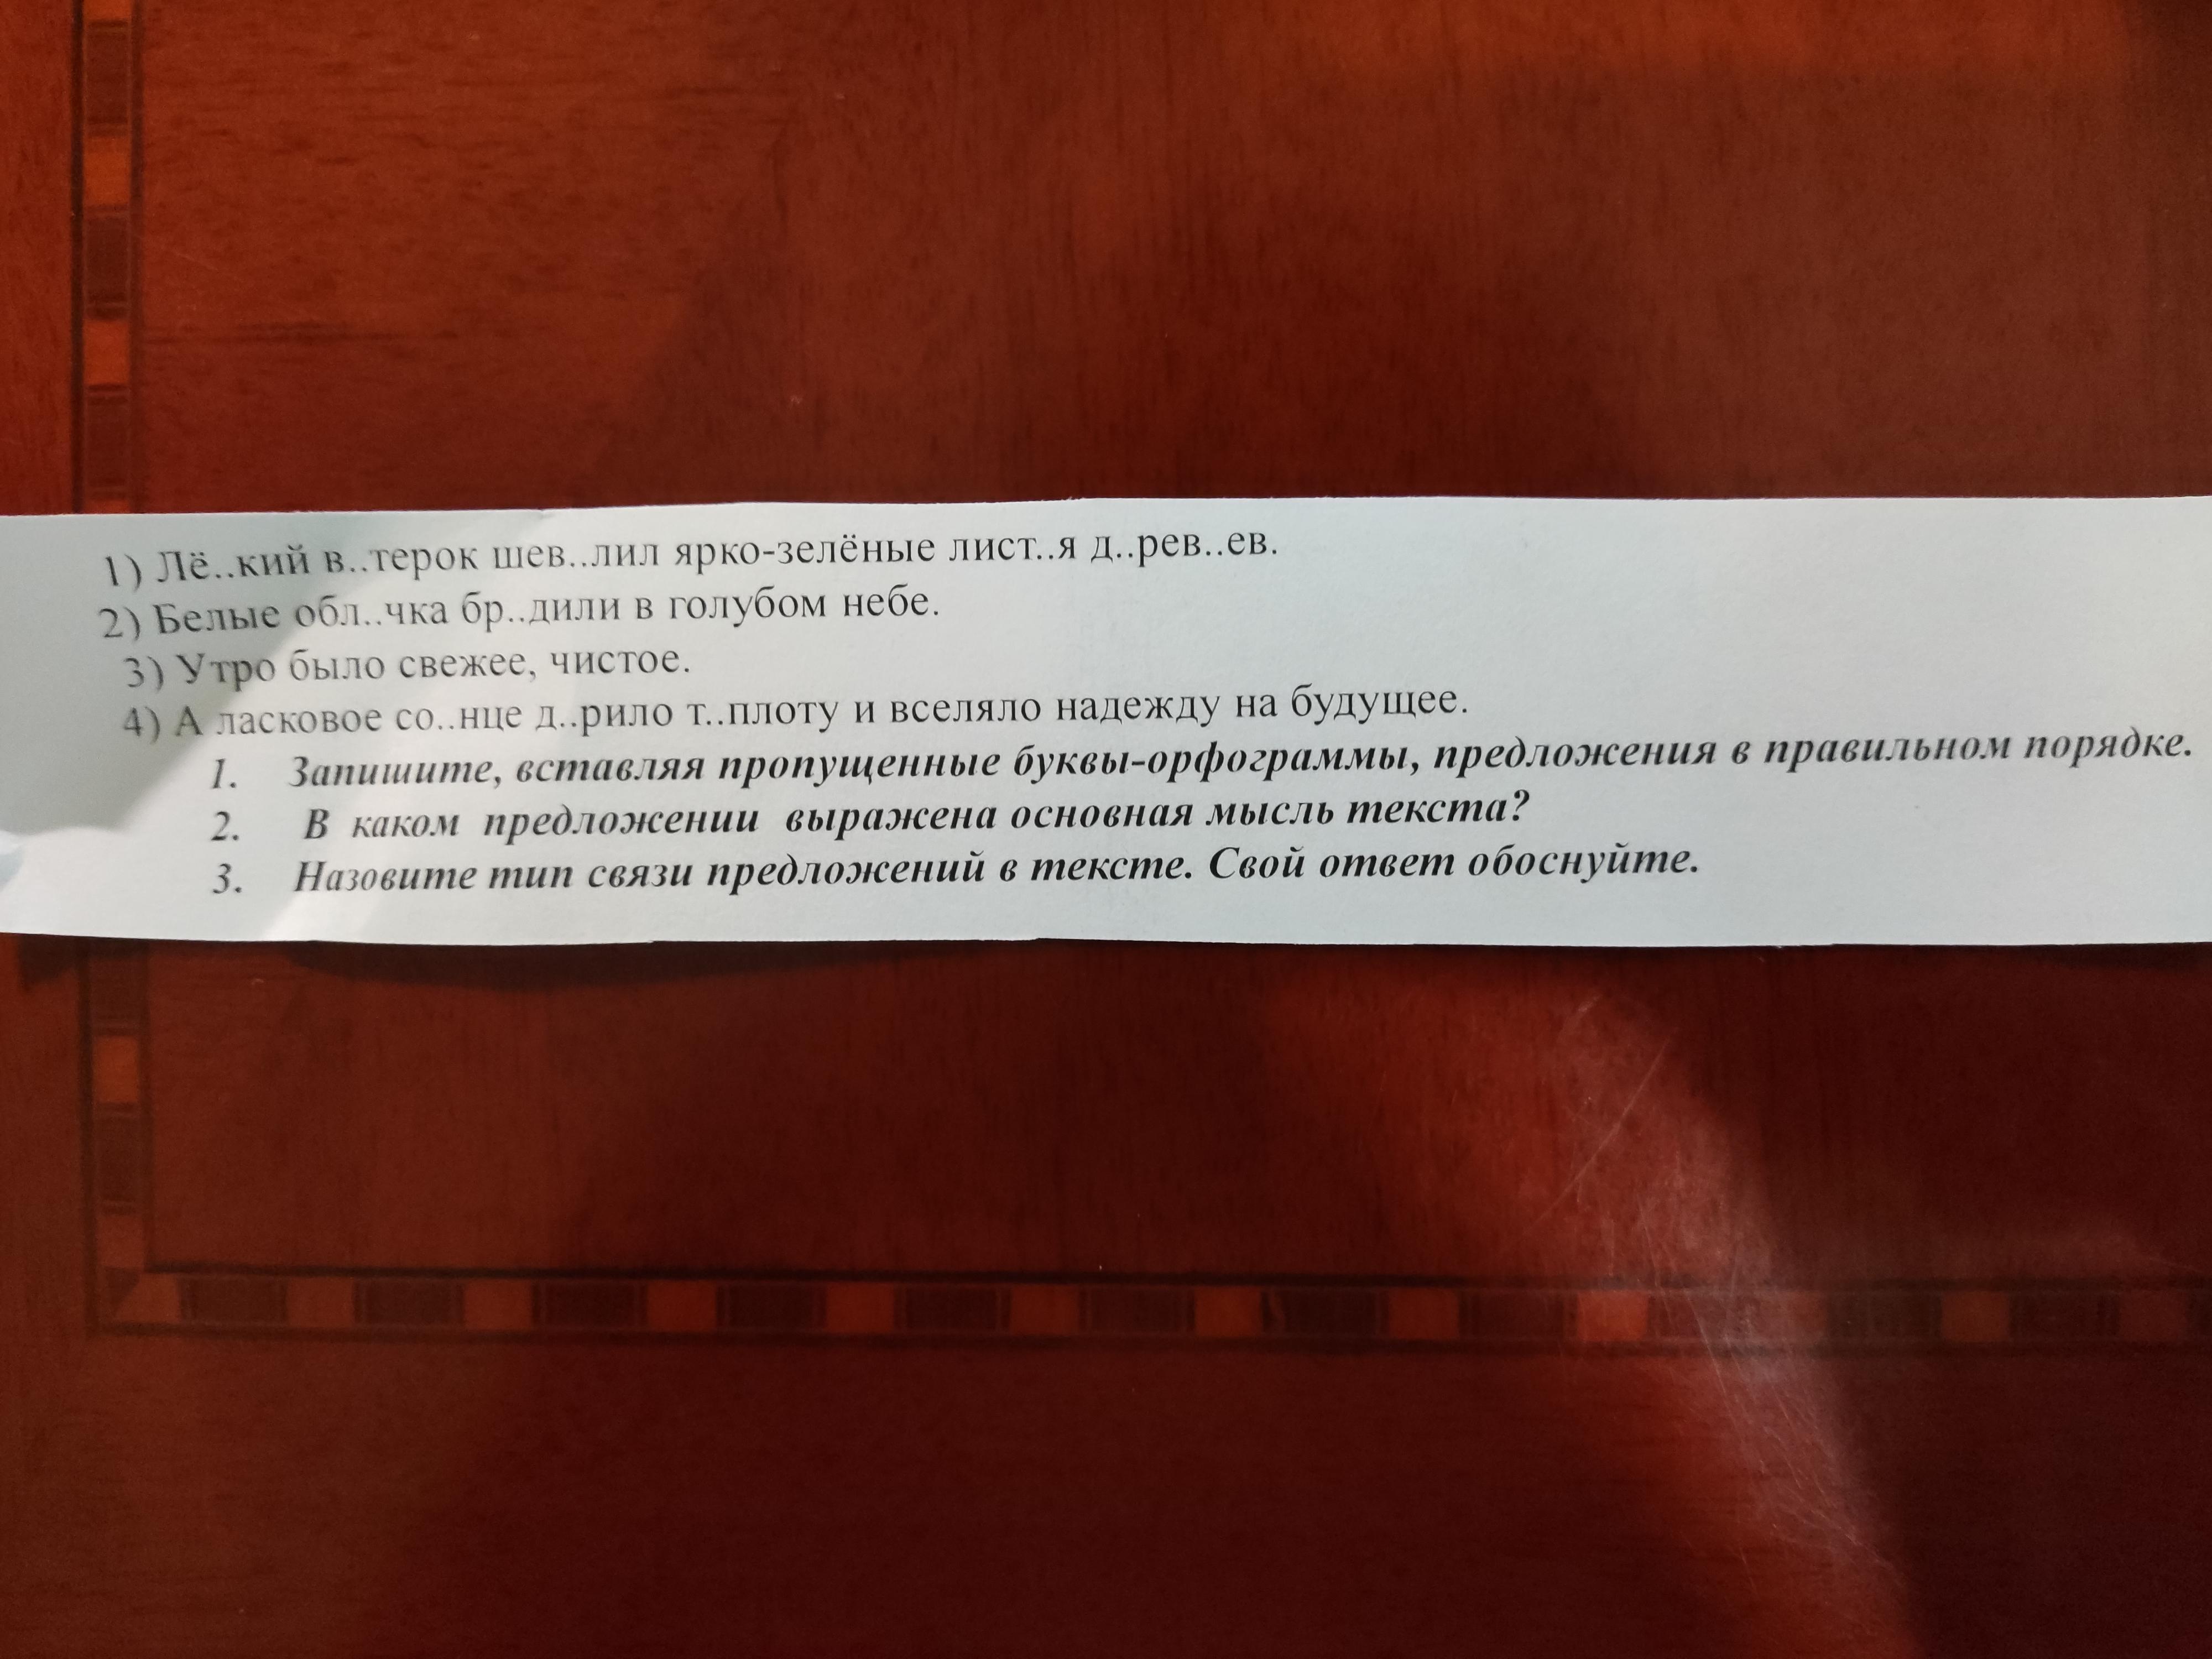 1) Лё..кий в..терок шев..лил ярко-зелёные лист..я д..рев..ев.
2) Белые обл..чка бр..дили в голубом небе.
3) Утро было свежее, чистое.
4) А ласковое со..нце д..рило т..плоту и вселяло надежду на будущее.
1. Запишите, вставляя пропущенные буквы-орфограммы, предложения в правильном порядке.
2. В каком предложении выражена основная мысль текста?
3. Назовите тип связи предложений в тексте. Свой ответ обоснуйте.